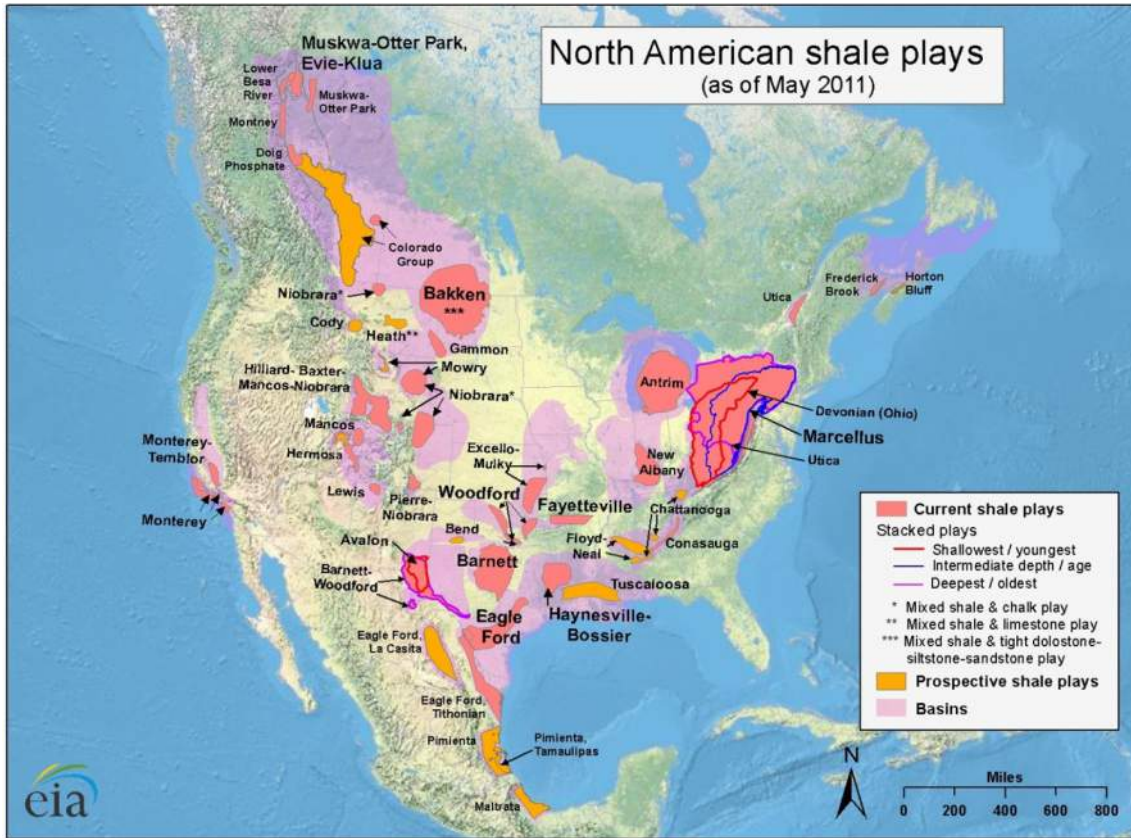 North American shale plays
(as of May 2011)
Muskwa-Otter Park,
Evie-Klua
Lower
Besa
River
Muskwa-
Otter Park
Montney
Doig
Phosphate
Colorado
Group
Niobrara*
Bakken
***
Cody
Heath**
Gammon
Mowry
Hilliard- Baxter-
Mancos-Niobrara
Niobrara*
Antrim
Utica
Frederick
Brook
Horton
Bluff
Devonian (Ohio)
Marcellus
Utica
Mancos
Hermosa
Monterey-
Temblor
Monterey
Lewis
Pierre-
Niobrara
Excello-
Mulky
Woodford
Fayetteville
New
Albany
Chattanooga
Bend
Floyd-
Neal
Conasauga
Avalon
Barnett
Barnett-
Woodford
Tuscaloosa
Haynesville-
Bossier
Eagle
Ford
Eagle Ford,
La Casita
Eagle Ford,
Tithonian
Pimienta
Pimienta,
Tamaulipas
Maltrata
Current shale plays
Stacked plays
Shallowest / youngest
Intermediate depth / age
Deepest / oldest
* Mixed shale & chalk play
** Mixed shale & limestone play
*** Mixed shale & tight dolostone-
siltstone-sandstone play
Prospective shale plays
Basins
N
Miles
0 200 400 600 800
eia